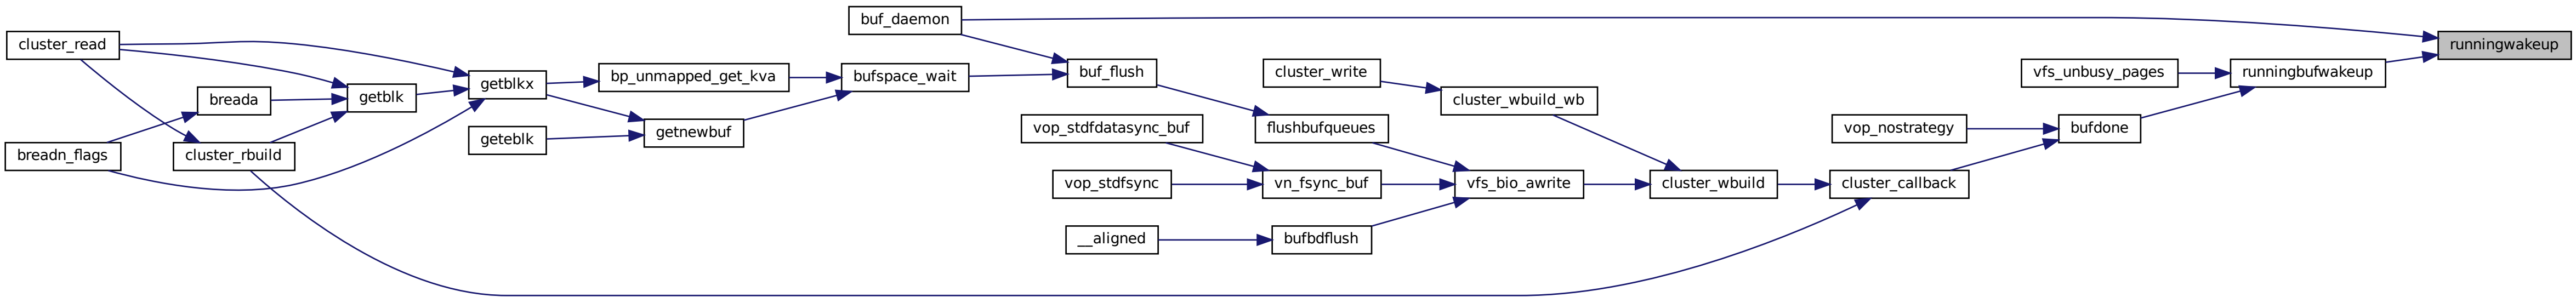 cluster_read
breadn_flags
breada
cluster_rbuild
getblk
getblkx
geteblk
bp_unmapped_get_kva
getnewbuf
buf_daemon
bufspace_wait
buf_flush
vop_stdfdatasync_buf
vop_stdfsync
__aligned
cluster_write
flushbufqueues
vn_fsync_buf
bufbdflush
cluster_wbuild_wb
vfs_bio_awrite
cluster_wbuild
vop_nostrategy
cluster_callback
vfs_unbusy_pages
bufdone
runningbufwakeup
runningwakeup